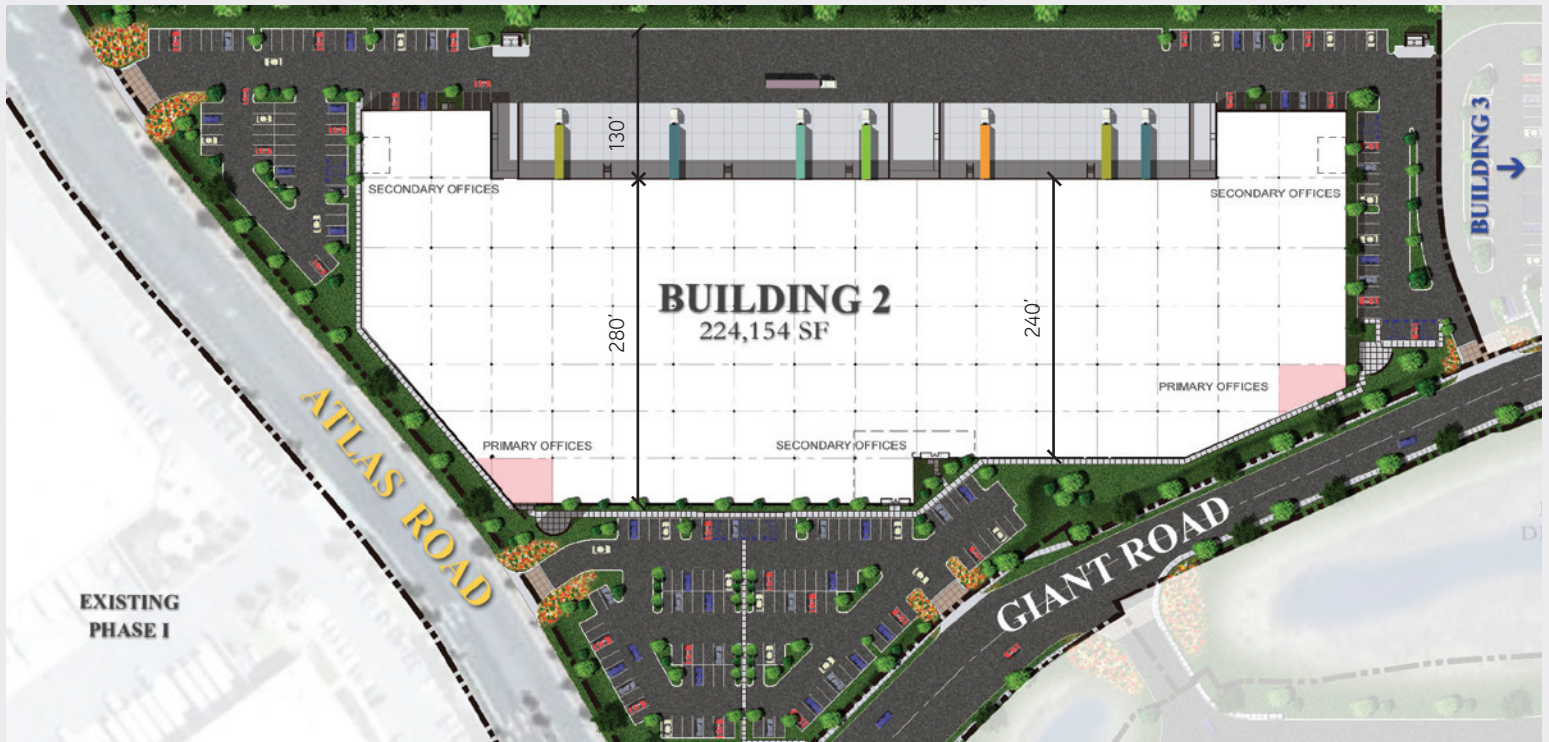 130'
BUILDING 3
SECONDARY OFFICES
SECONDARY OFFICES
BUILDING 2
224,154 SF
280'
240'
PRIMARY OFFICES
ATLAS ROAD
PRIMARY OFFICES
SECONDARY OFFICES
GIANT ROAD
EXISTING
PHASE I